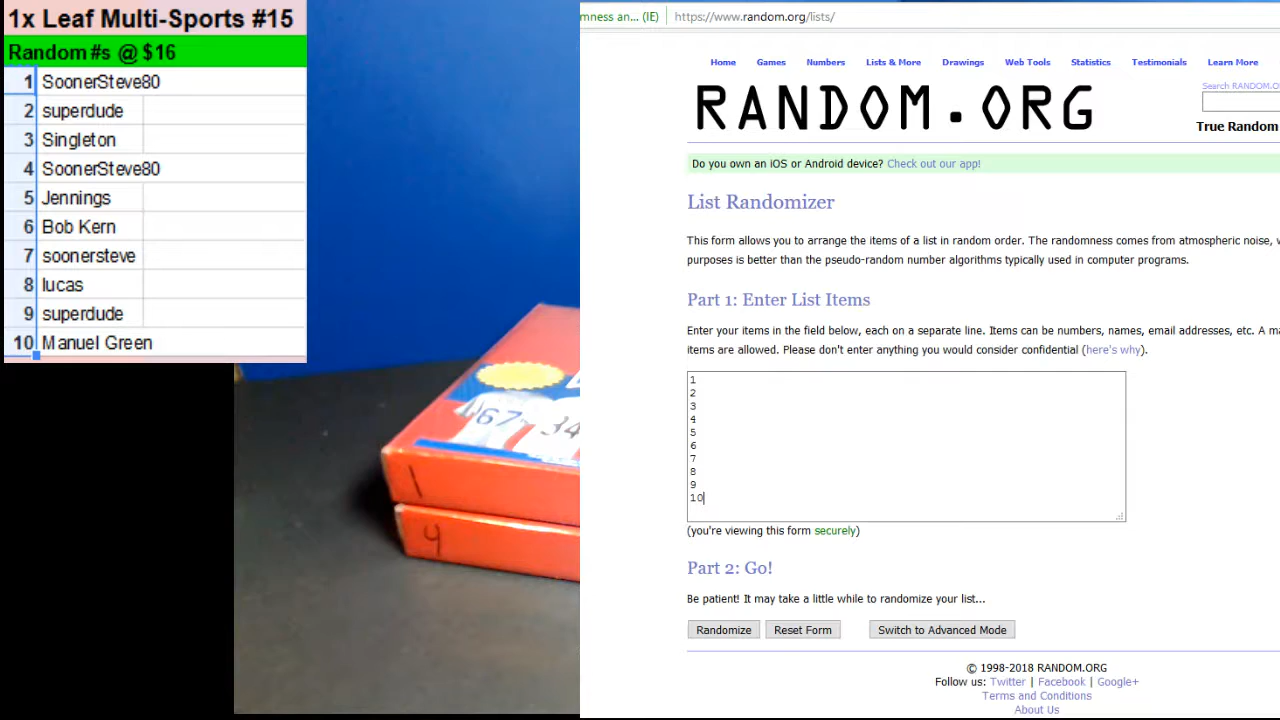 1x Leaf Multi-Sports #15
Random #s @ $16
1 SoonerSteve80
2 superdude
3 Singleton
4 SoonerSteve80
5 Jennings
6 Bob Kern
7 soonersteve
8 lucas
9 superdude
10 Manuel Green
67 34
1
4
mness an... (IE) https://www.random.org/lists/
Home Games Numbers Lists & More Drawings Web Tools Statistics Testimonials Learn More
RANDOM.ORG
Search RANDOM.O
True Random
Do you own an iOS or Android device? Check out our app!
List Randomizer
This form allows you to arrange the items of a list in random order. The randomness comes from atmospheric noise,
purposes is better than the pseudo-random number algorithms typically used in computer programs.
Part 1: Enter List Items
Enter your items in the field below, each on a separate line. Items can be numbers, names, email addresses, etc. A ma
items are allowed. Please don't enter anything you would consider confidential (here's why).
1
2
3
4
5
6
7
8
9
10
(you're viewing this form securely)
Part 2: Go!
Be patient! It may take a little while to randomize your list...
Randomize Reset Form Switch to Advanced Mode
© 1998-2018 RANDOM.ORG
Follow us: Twitter | Facebook | Google+
Terms and Conditions
About Us